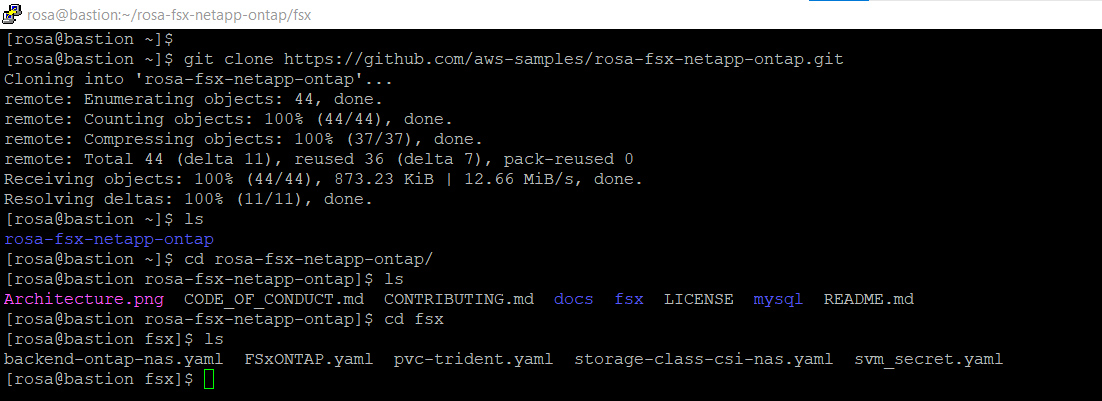 rosa@bastion:~/rosa-fsx-netapp-ontap/fsx
[rosa@bastion ~]$
[rosa@bastion ~]$ git clone https://github.com/aws-samples/rosa-fsx-netapp-ontap.git
Cloning into 'rosa-fsx-netapp-ontap'...
remote: Enumerating objects: 44, done.
remote: Counting objects: 100% (44/44), done.
remote: Compressing objects: 100% (37/37), done.
remote: Total 44 (delta 11), reused 36 (delta 7), pack-reused 0
Receiving objects: 100% (44/44), 873.23 KiB | 12.66 MiB/s, done.
Resolving deltas: 100% (11/11), done.
[rosa@bastion ~]$ ls
rosa-fsx-netapp-ontap
[rosa@bastion ~]$ cd rosa-fsx-netapp-ontap/
[rosa@bastion rosa-fsx-netapp-ontap]$ ls
Architecture.png  CODE_OF_CONDUCT.md  CONTRIBUTING.md  docs  fsx  LICENSE  mysql  README.md
[rosa@bastion rosa-fsx-netapp-ontap]$ cd fsx
[rosa@bastion fsx]$ ls
backend-ontap-nas.yaml  FSxONTAP.yaml  pvc-trident.yaml  storage-class-csi-nas.yaml  svm_secret.yaml
[rosa@bastion fsx]$